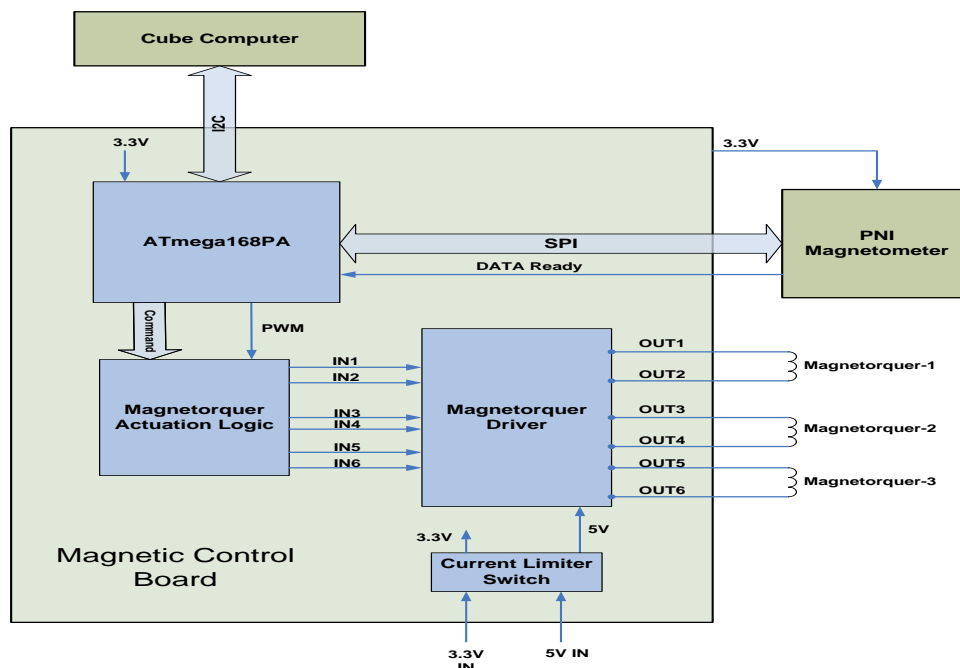 Cube Computer
I2C
3.3V
3.3V
ATmega168PA
SPI
PNI
Magnetometer
DATA Ready
Command
PWM
Magnetorquer
Actuation Logic
IN1
IN2
IN3
IN4
IN5
IN6
Magnetorquer
Driver
OUT1
OUT2
OUT3
OUT4
OUT5
OUT6
Magnetorquer-1
Magnetorquer-2
Magnetorquer-3
3.3V
5V
Current Limiter
Switch
Magnetic Control
Board
3.3V
IN
5V IN